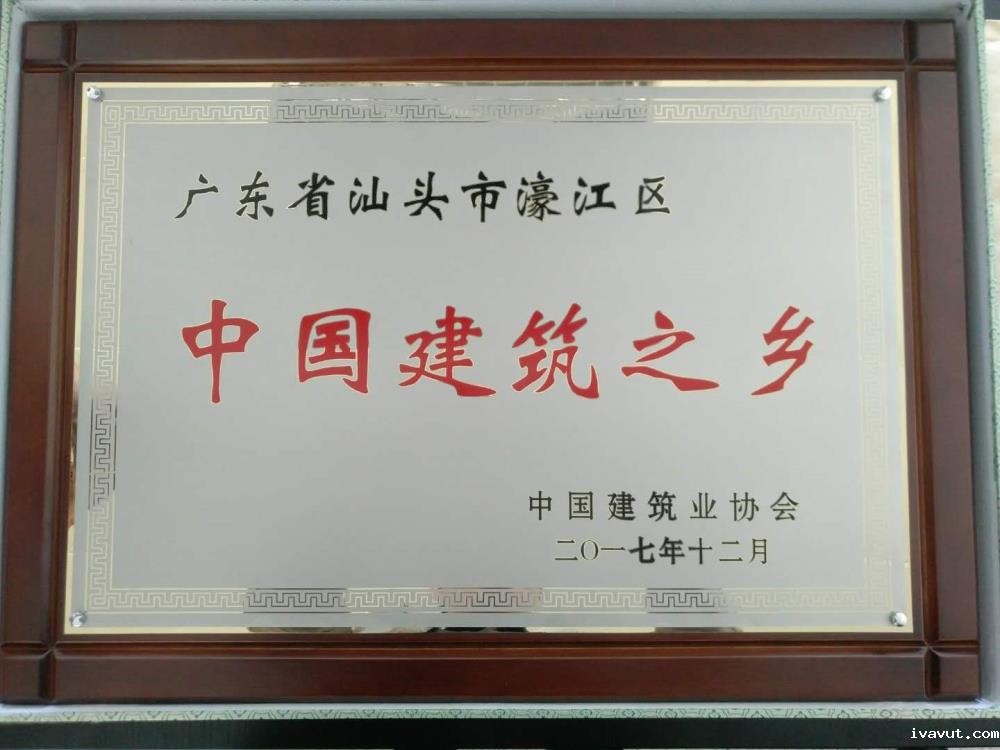 广东省汕头市濠江区
中国建筑之乡
中国建筑业协会
二〇一七年十二月
ivavut.com